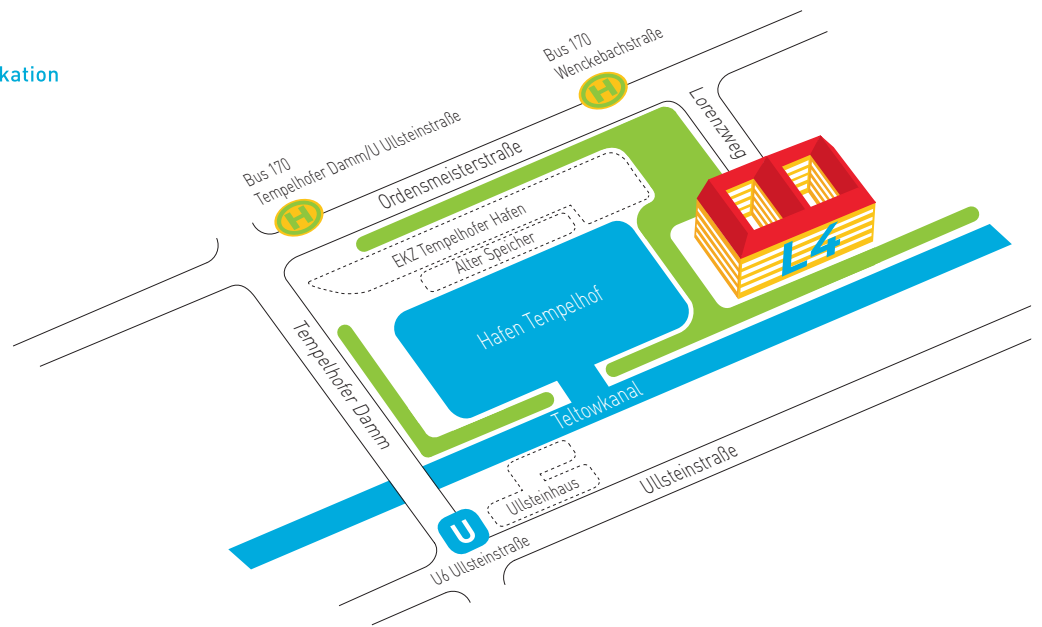 kation
Bus 170
Wenckebachstraße
H
Bus 170
Tempelhofer Damm/U Ullsteinstraße
H
Lorenzweg
Ordensmeisterstraße
EKZ Tempelhofer Hafen
Alter Speicher
L4
Hafen Tempelhof
Tempelhofer Damm
Teltowkanal
Ullsteinhaus
Ullsteinstraße
U
U6 Ullsteinstraße